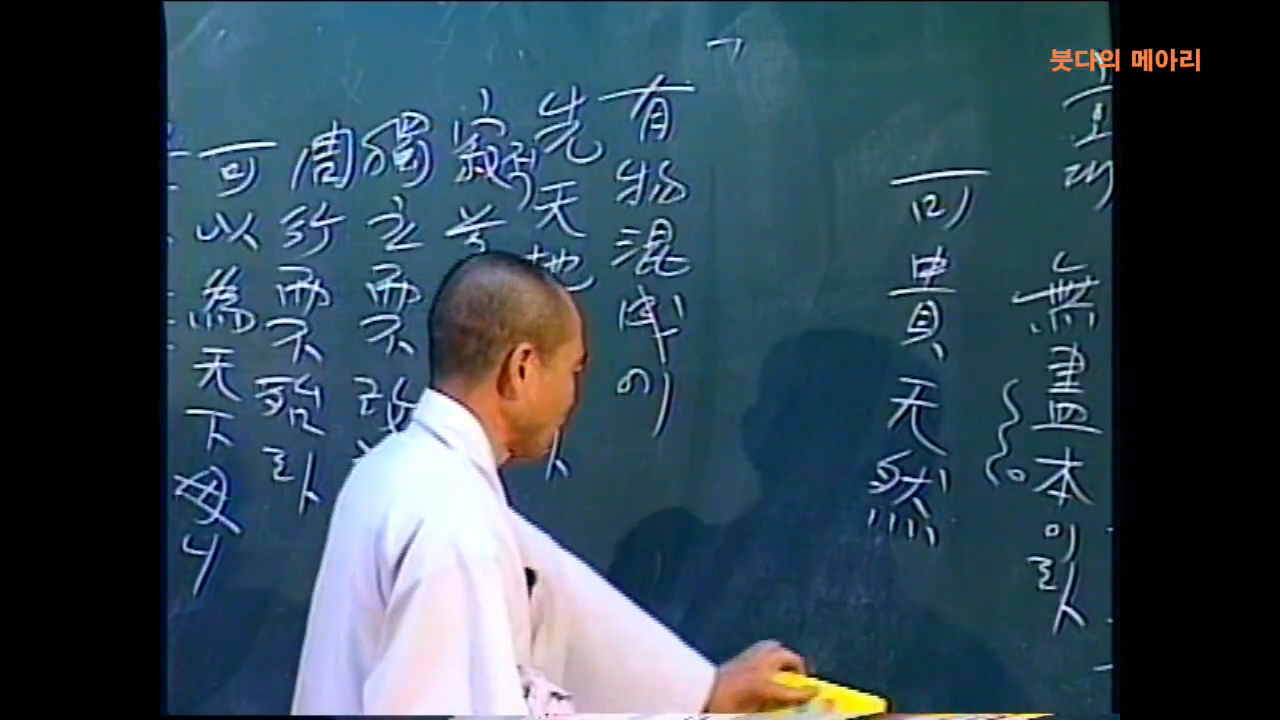 붓다의 메아리
無盡本이라
可貴天然
有物混成이
先天地
寂
獨立而不改
周行而不殆라
可以為天下母니